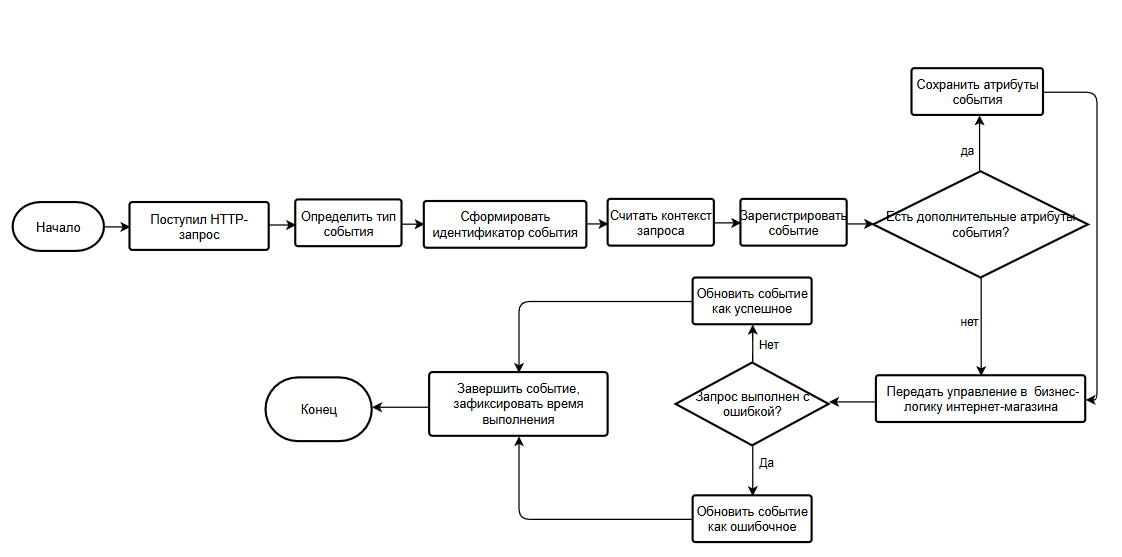 Начало
Поступил HTTP-
запрос
Определить тип
события
Сформировать
идентификатор события
Считать контекст
запроса
Зарегистрировать
событие
Есть дополнительные атрибуты
события?
да
Сохранить атрибуты
события
нет
Передать управление в бизнес-
логику интернет-магазина
Запрос выполнен с
ошибкой?
Нет
Обновить событие
как успешное
Да
Обновить событие
как ошибочное
Завершить событие,
зафиксировать время
выполнения
Конец